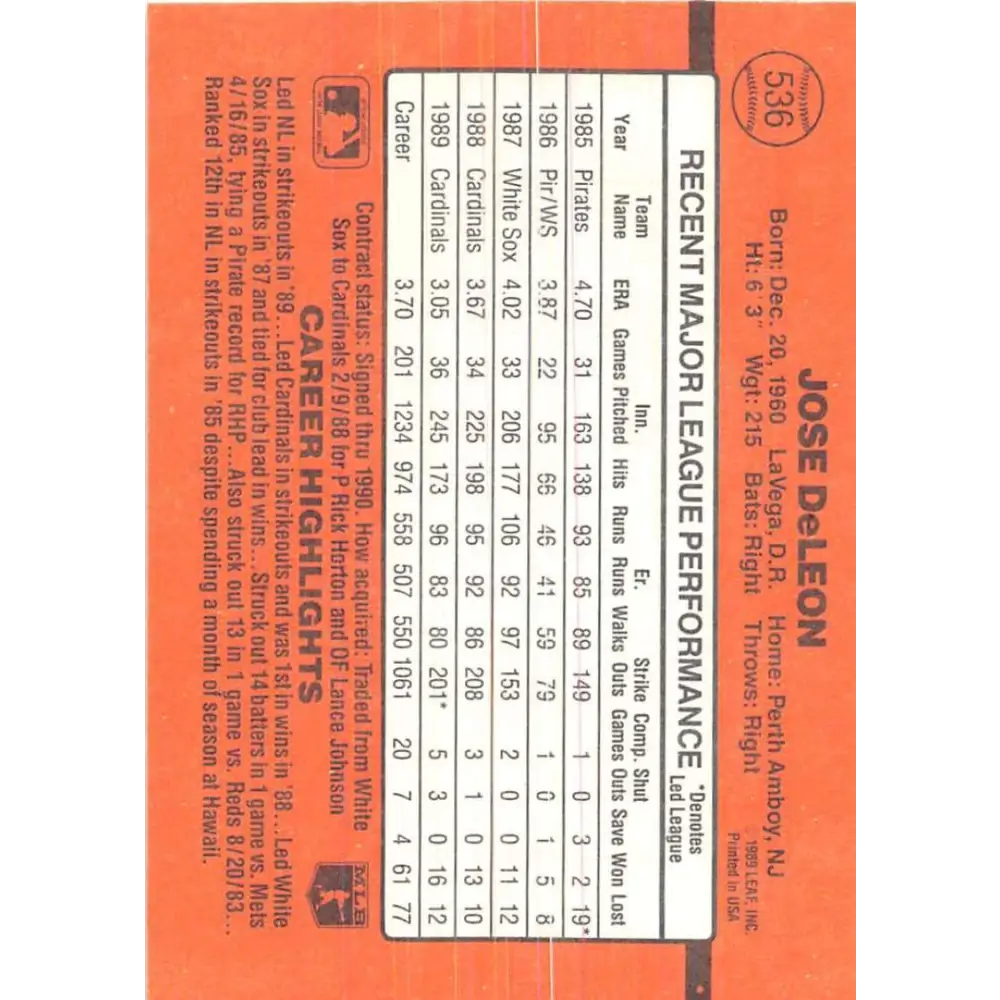 536
JOSE DeLEON
Born: Dec. 20, 1960 LaVega, D.R. Home: Perth Amboy, NJ
Ht: 6'3" Wgt: 215 Bats: Right Throws: Right
1989 LEAF, INC.
Printed in USA
RECENT MAJOR LEAGUE PERFORMANCE *Denotes Led League
Year Team Name ERA Games Inn. Pitched Hits Runs Er. Runs Walks Strike Outs Comp. Games Shut Outs Save Won Lost
1985 Pirates 4.70 31 163 138 93 85 89 149 1 0 3 2 19*
1986 Pir/WS 3.87 22 95 66 46 41 59 79 1 0 1 5 8
1987 White Sox 4.02 33 206 177 106 92 97 153 2 0 0 11 12
1988 Cardinals 3.67 34 225 198 95 92 86 208 3 1 0 13 10
1989 Cardinals 3.05 36 245 173 96 83 80 201* 5 3 0 16 12
Career 3.70 201 1234 974 558 507 550 1061 20 7 4 61 77
Contract status: Signed thru 1990. How acquired: Traded from White
Sox to Cardinals 2/9/88 for P Rick Horton and OF Lance Johnson
MLB
CAREER HIGHLIGHTS
Led NL in strikeouts in '89...Led Cardinals in strikeouts and was 1st in wins in '88...Led White
Sox in strikeouts in '87 and tied for club lead in wins...Struck out 14 batters in 1 game vs. Mets
4/16/85, tying a Pirate record for RHP...Also struck out 13 in 1 game vs. Reds 8/20/83...
Ranked 12th in NL in strikeouts in '85 despite spending a month of season at Hawaii.